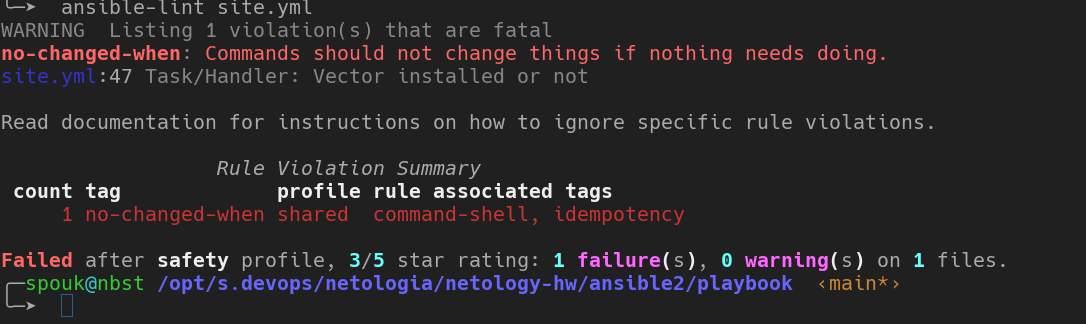 ansible-lint site.yml
WARNING  Listing 1 violation(s) that are fatal
no-changed-when: Commands should not change things if nothing needs doing.
site.yml:47 Task/Handler: Vector installed or not
Read documentation for instructions on how to ignore specific rule violations.
Rule Violation Summary
count tag             profile rule associated tags
1 no-changed-when shared  command-shell, idempotency
Failed after safety profile, 3/5 star rating: 1 failure(s), 0 warning(s) on 1 files.
spouk@nbst /opt/s.devops/netologia/netology-hw/ansible2/playbook  ‹main*›